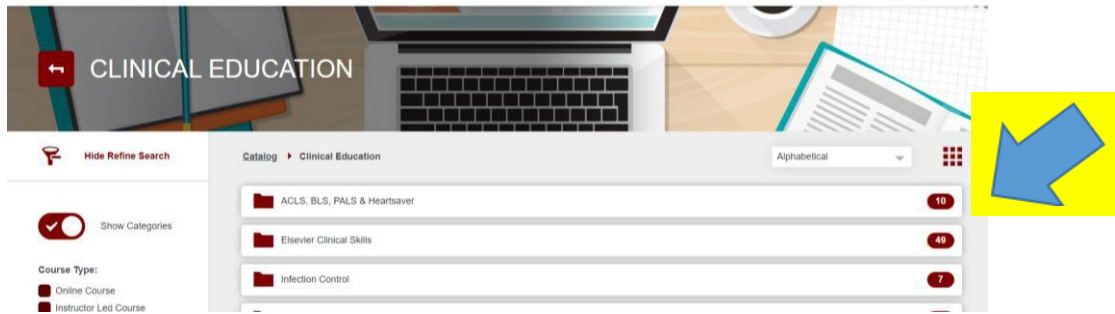 CLINICAL EDUCATION
Hide Refine Search
Catalog Clinical Education
Alphabetical
Show Categories
ACLS, BLS, PALS & Heartsaver 10
Elsevier Clinical Skills 49
Infection Control 7
Course Type:
Online Course
Instructor Led Course